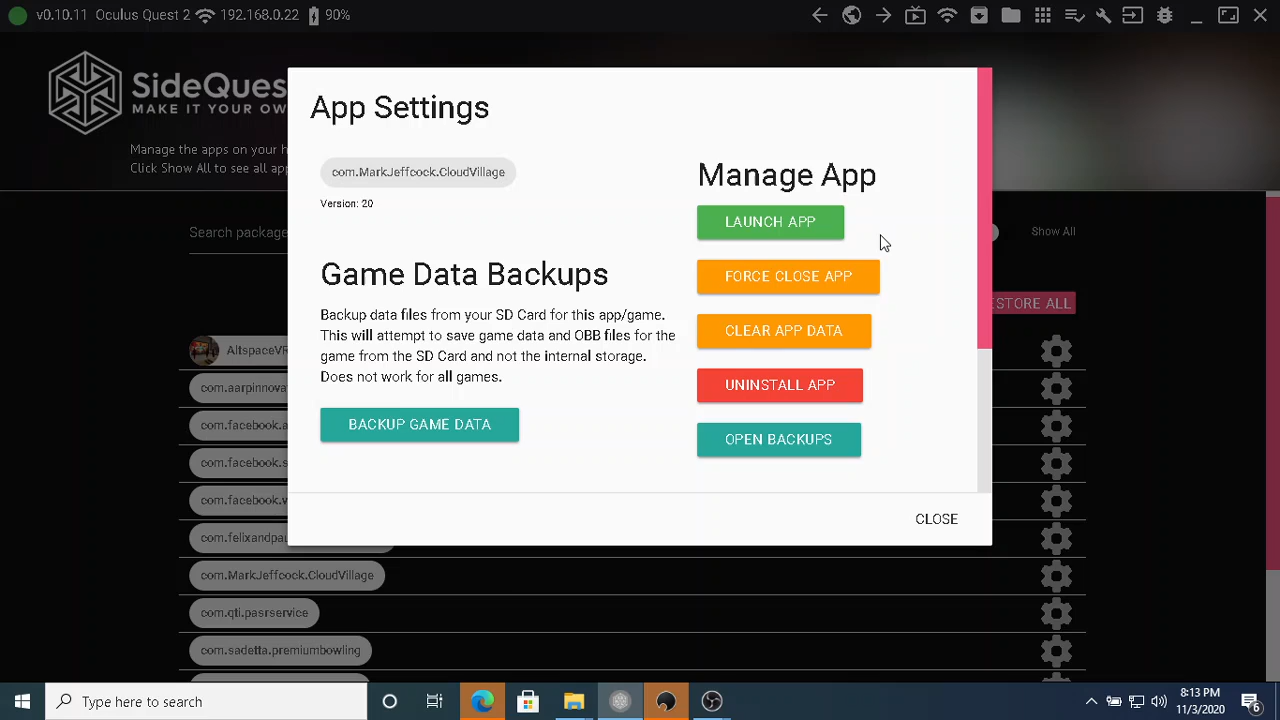 v0.10.11 Oculus Quest 2 192.168.0.22 90%
SideQues
MAKE IT YOUR OW
Manage the apps on your h
Click Show All to see all app
App Settings
com.MarkJeffcock.CloudVillage
Version: 20
Game Data Backups
Backup data files from your SD Card for this app/game.
This will attempt to save game data and OBB files for the
game from the SD Card and not the internal storage.
Does not work for all games.
BACKUP GAME DATA
Manage App
LAUNCH APP
FORCE CLOSE APP
CLEAR APP DATA
UNINSTALL APP
OPEN BACKUPS
CLOSE
Search package
Show All
ESTORE ALL
AltspaceVR
com.aarpinnova
com.facebook.a
com.facebook.s
com.facebook.v
com.felixandpau
com.MarkJeffcock.CloudVillage
com.qti.pasrservice
com.sadetta.premiumbowling
Type here to search
8:13 PM
11/3/2020
6